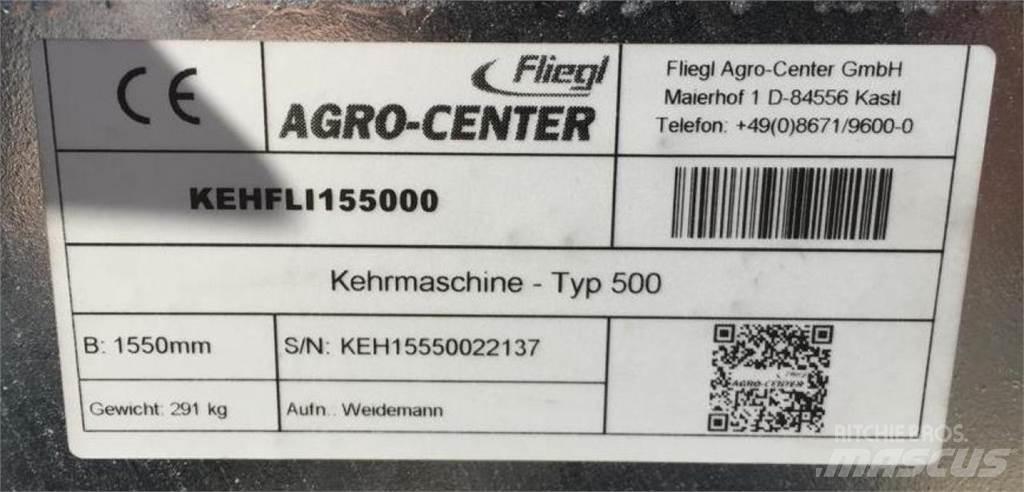 CE
Fliegl
AGRO-CENTER
Fliegl Agro-Center GmbH
Maierhof 1 D-84556 Kastl
Telefon: +49(0)8671/9600-0
KEHFLI155000
Kehrmaschine - Typ 500
B: 1550mm
S/N: KEH15550022137
Gewicht: 291 kg
Aufn.. Weidemann
Fliegl
AGRO-CENTER
RITCHIE BROS.
MASCUS